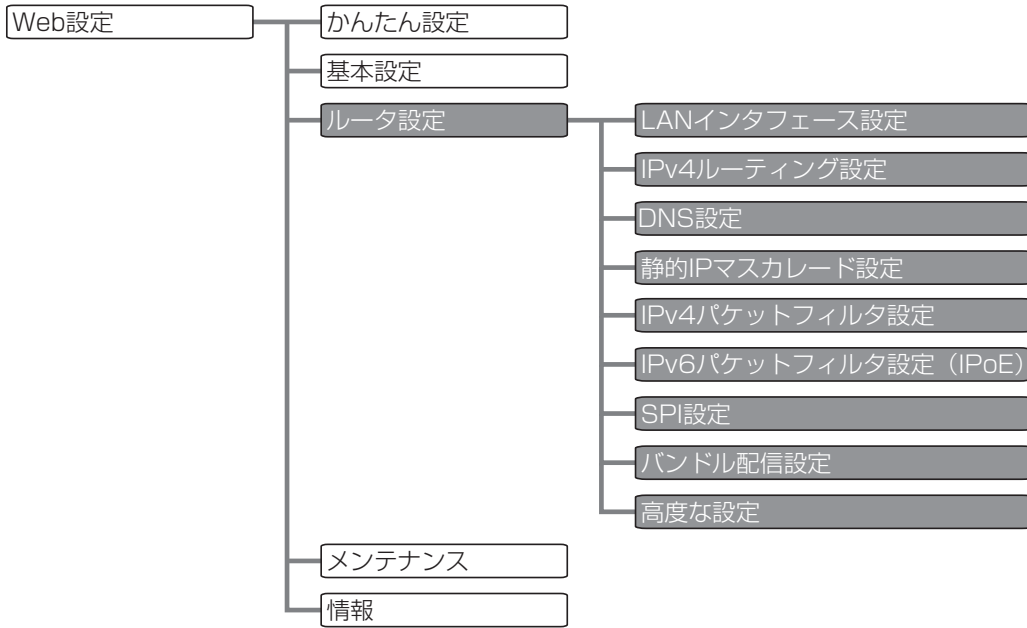 Web設定
かんたん設定
基本設定
ルータ設定
LANインタフェース設定
IPv4ルーティング設定
DNS設定
静的IPマスカレード設定
IPv4パケットフィルタ設定
IPv6パケットフィルタ設定（IPoE）
SPI設定
バンドル配信設定
高度な設定
メンテナンス
情報